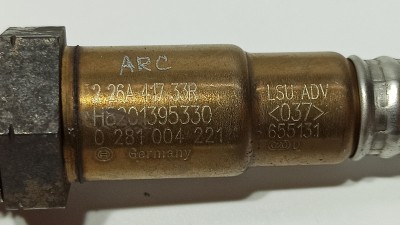 ARC
2 26A 417 33R
H8201395330
0 281 004 221
Germany
LSU ADV
<037>
655131